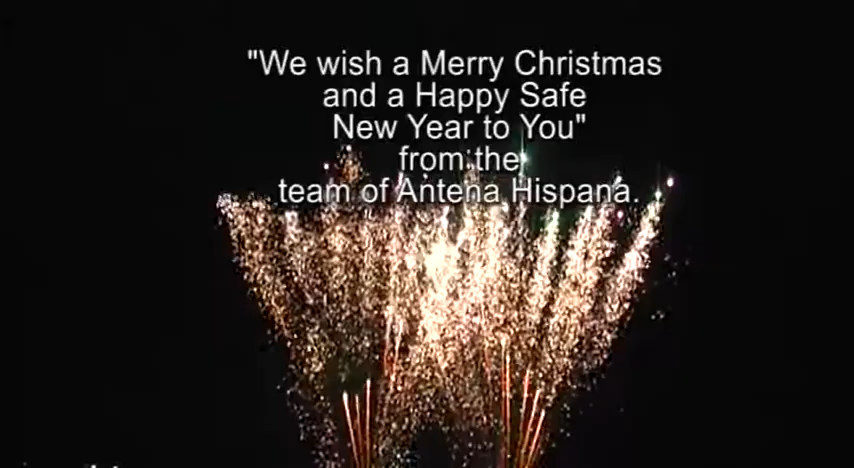 "We wish a Merry Christmas
and a Happy Safe
New Year to You"
from the
team of Antena Hispana.